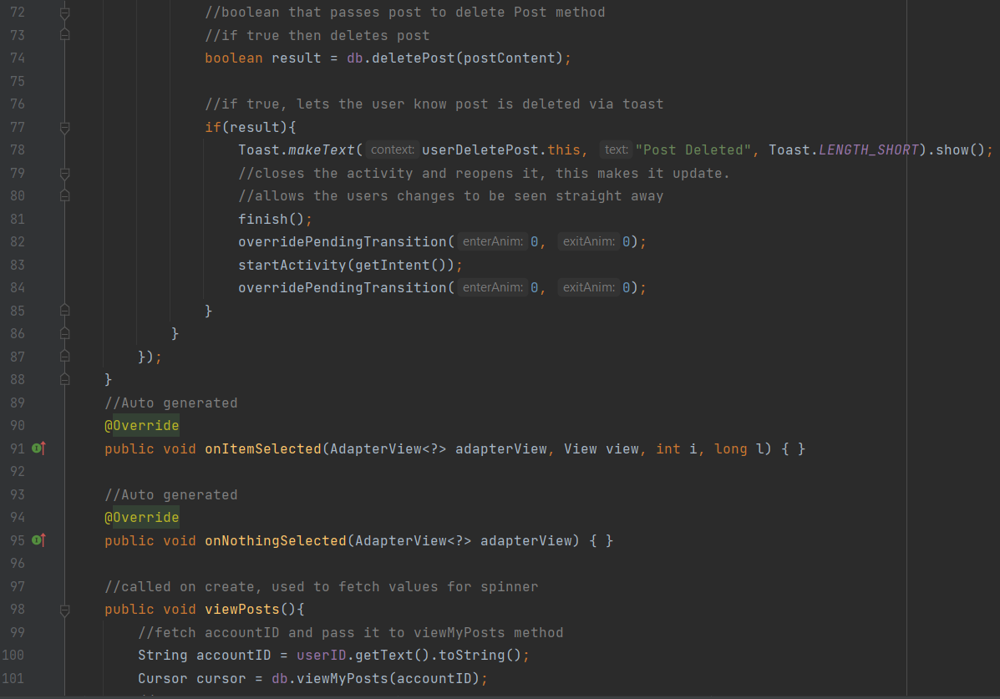 72 //boolean that passes post to delete Post method
73 //if true then deletes post
74 boolean result = db.deletePost(postContent);
75
76 //if true, lets the user know post is deleted via toast
77 if(result){
78 Toast.makeText( context: userDeletePost.this, text: "Post Deleted", Toast.LENGTH_SHORT).show();
79 //closes the activity and reopens it, this makes it update.
80 //allows the users changes to be seen straight away
81 finish();
82 overridePendingTransition( enterAnim: 0, exitAnim: 0);
83 startActivity(getIntent());
84 overridePendingTransition( enterAnim: 0, exitAnim: 0);
85 }
86 }
87 });
88 }
89 //Auto generated
90 @Override
91 public void onItemSelected(AdapterView<?> adapterView, View view, int i, long l) { }
92
93 //Auto generated
94 @Override
95 public void onNothingSelected(AdapterView<?> adapterView) { }
96
97 //called on create, used to fetch values for spinner
98 public void viewPosts(){
99 //fetch accountID and pass it to viewMyPosts method
100 String accountID = userID.getText().toString();
101 Cursor cursor = db.viewMyPosts(accountID);